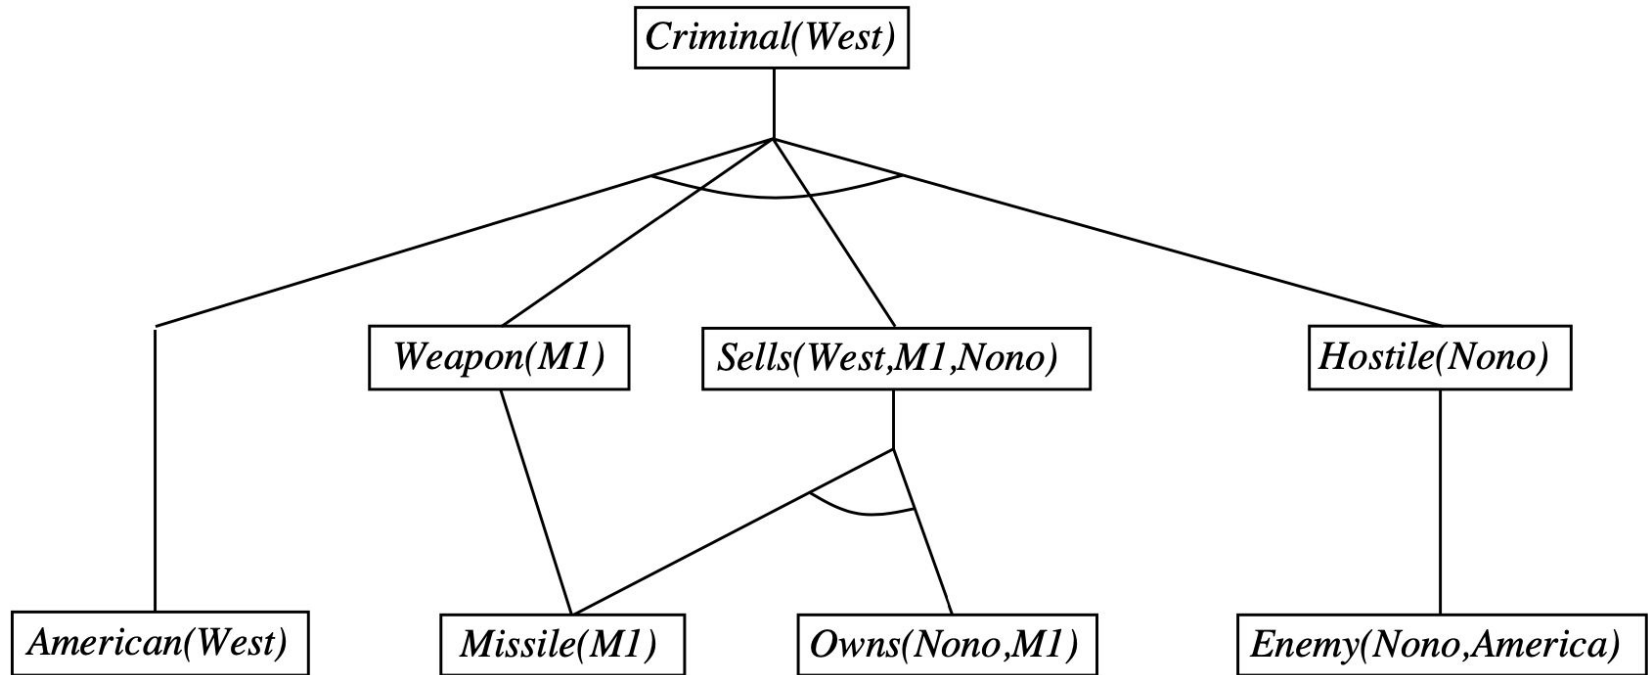 Criminal(West)
Weapon(M1)
Sells(West,M1,Nono)
Hostile(Nono)
American(West)
Missile(M1)
Owns(Nono,M1)
Enemy(Nono,America)